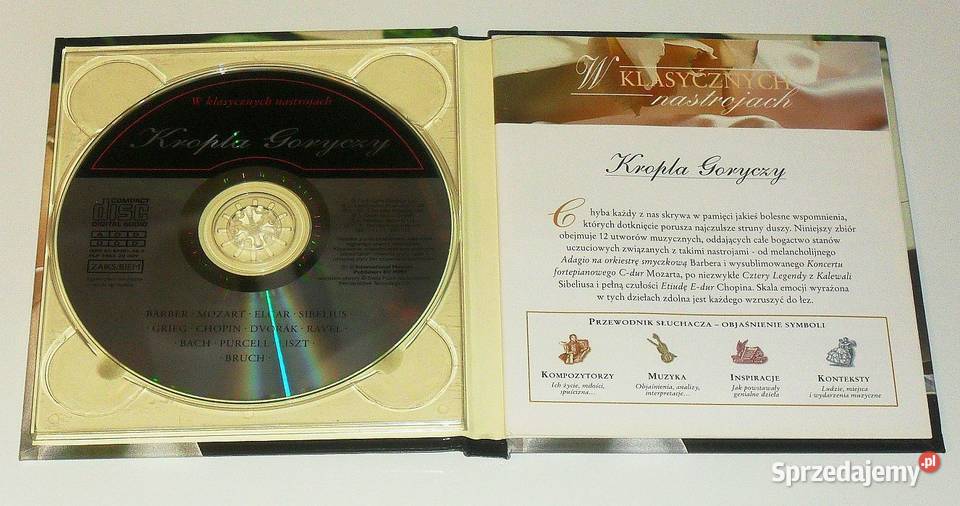 W klasycznych nastrojach
Kropla Goryczy
COMPACT
disc
DIGITAL AUDIO
ADD
DDD
ZAIKS/BIEM
BARBER · MOZART · ELGAR · SIBELIUS
GRIEG · CHOPIN · DVORAK · RAVEL
BACH · PURCELL · LISZT ·
BRUCH ·
W KLASYCZNYCH
nastrojach
Kropla Goryczy
Chyba każdy z nas skrywa w pamięci jakieś bolesne wspomnienia,
których dotknięcie porusza najczulsze struny duszy. Niniejszy zbiór
obejmuje 12 utworów muzycznych, oddających całe bogactwo stanów
uczuciowych związanych z takimi nastrojami - od melancholijnego
Adagio na orkiestrę smyczkową Barbera i wysublimowanego Koncertu
fortepianowego C-dur Mozarta, po niezwykłe Cztery Legendy z Kalewali
Sibeliusa i pełną czułości Etiudę E-dur Chopina. Skala emocji wyrażona
w tych dziełach zdolna jest każdego wzruszyć do łez.
PRZEWODNIK SŁUCHACZA – OBJAŚNIENIE SYMBOLI
KOMPOZYTORZY
Ich życie, miłości,
spuścizna...
MUZYKA
Objaśnienia, analizy,
interpretacje...
INSPIRACJE
Jak powstawały
genialne dzieła
KONTEKSTY
Ludzie, miejsca
i wydarzenia muzyczne
Sprzedajemy.pl